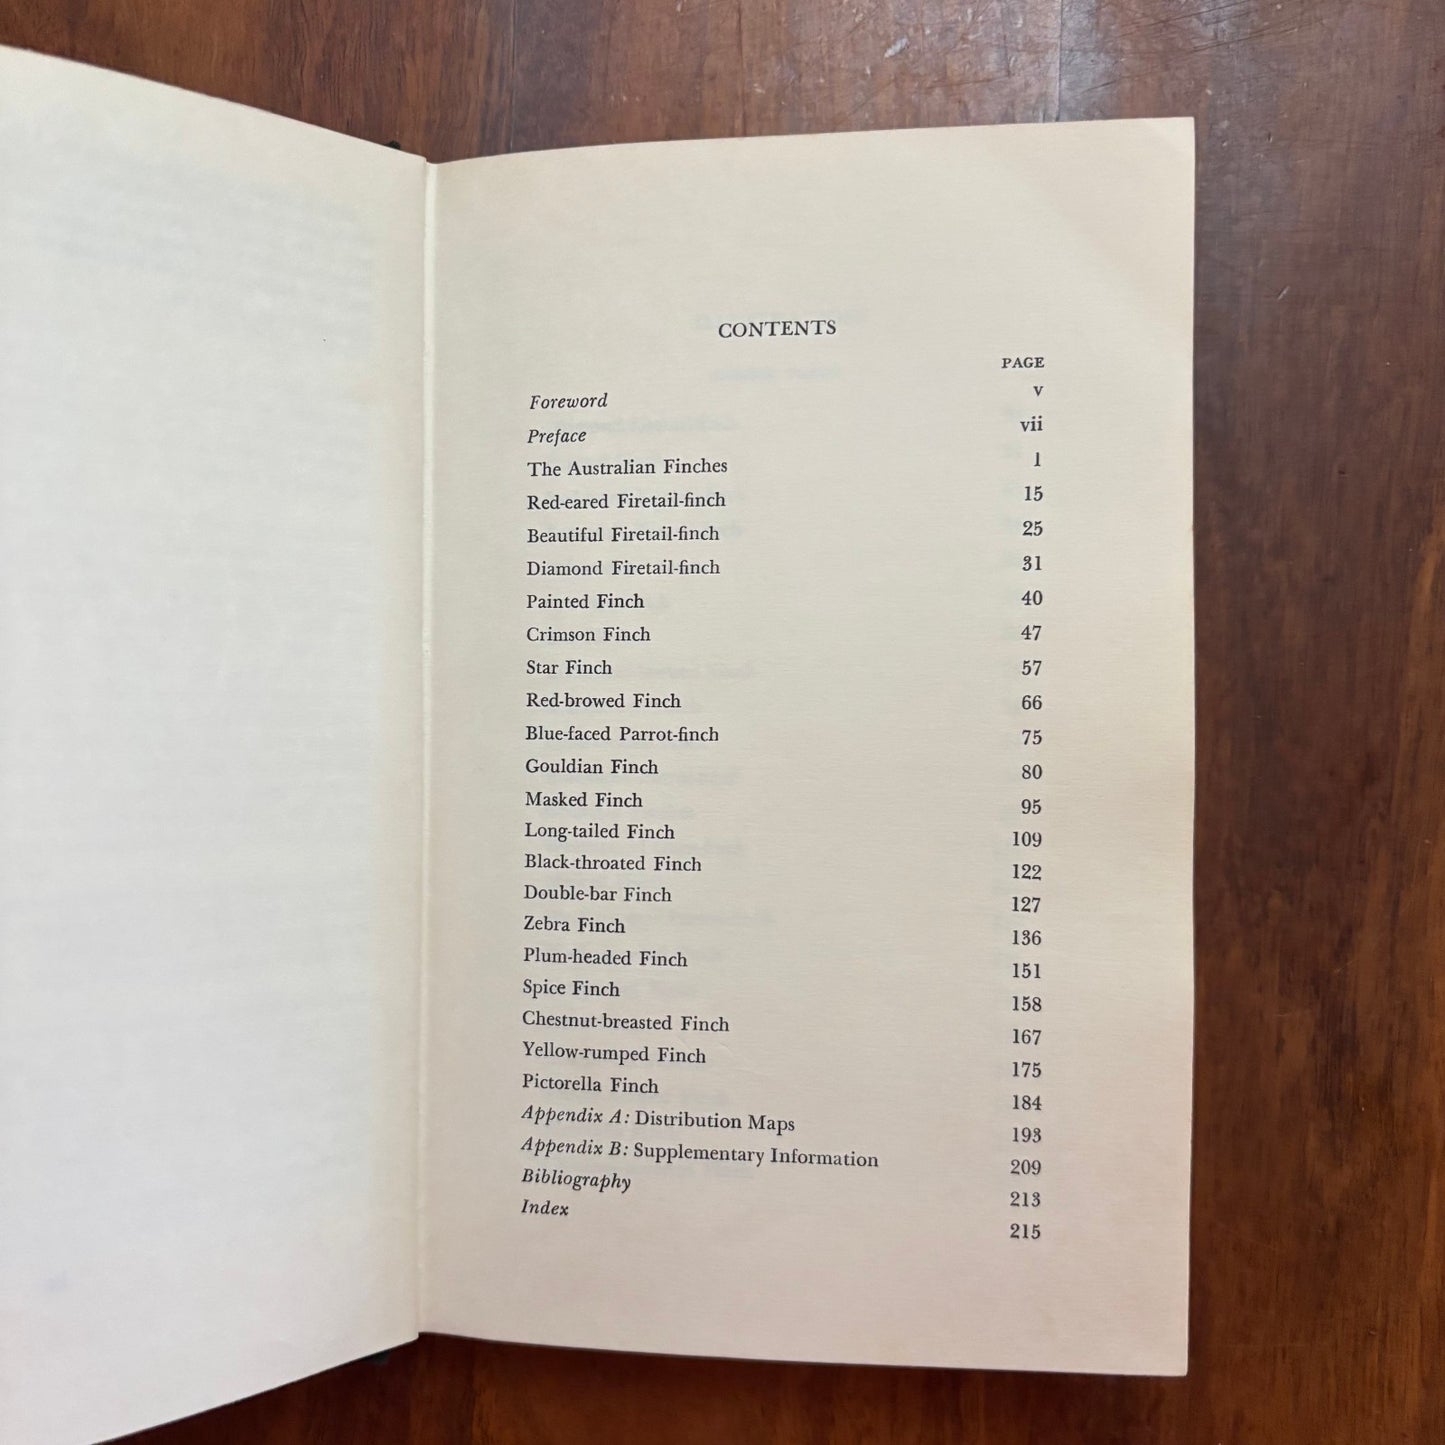 CONTENTS
PAGE
Foreword v
Preface vii
The Australian Finches 1
Red-eared Firetail-finch 15
Beautiful Firetail-finch 25
Diamond Firetail-finch 31
Painted Finch 40
Crimson Finch 47
Star Finch 57
Red-browed Finch 66
Blue-faced Parrot-finch 75
Gouldian Finch 80
Masked Finch 95
Long-tailed Finch 109
Black-throated Finch 122
Double-bar Finch 127
Zebra Finch 136
Plum-headed Finch 151
Spice Finch 158
Chestnut-breasted Finch 167
Yellow-rumped Finch 175
Pictorella Finch 184
Appendix A: Distribution Maps 193
Appendix B: Supplementary Information 209
Bibliography 213
Index 215